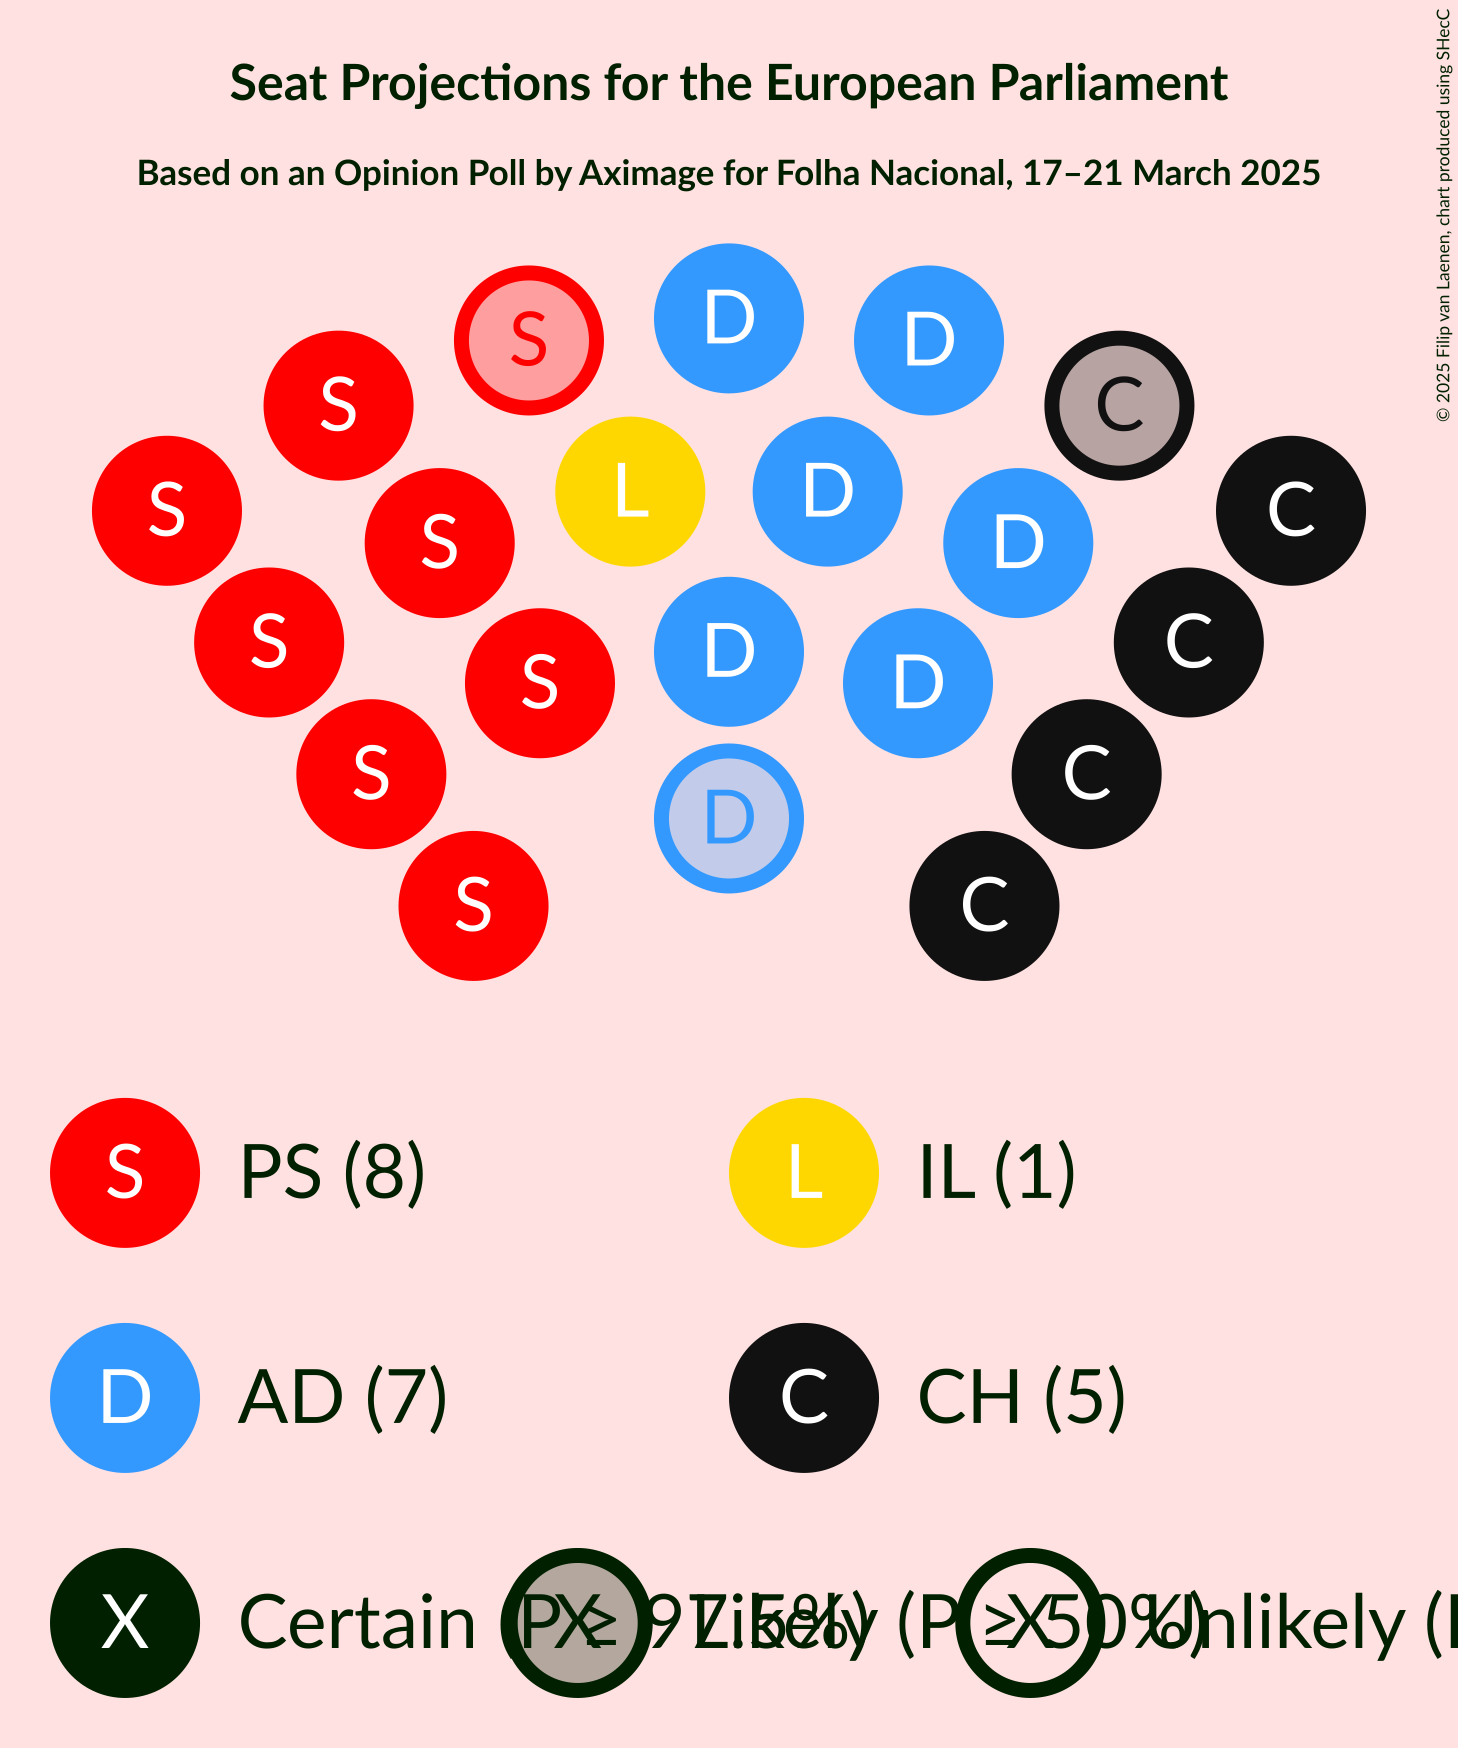 Seat Projections for the European Parliament
Based on an Opinion Poll by Aximage for Folha Nacional, 17–21 March 2025
© 2025 Filip van Laenen, chart produced using SHecC
D
S D
S C
L D
S C
S D
S C
D
S D
S C
D
S C
S PS (8) L IL (1)
D AD (7) C CH (5)
X Certain (P ≥ 97.5%) X Likely (P ≥ 50%) X Unlikely (